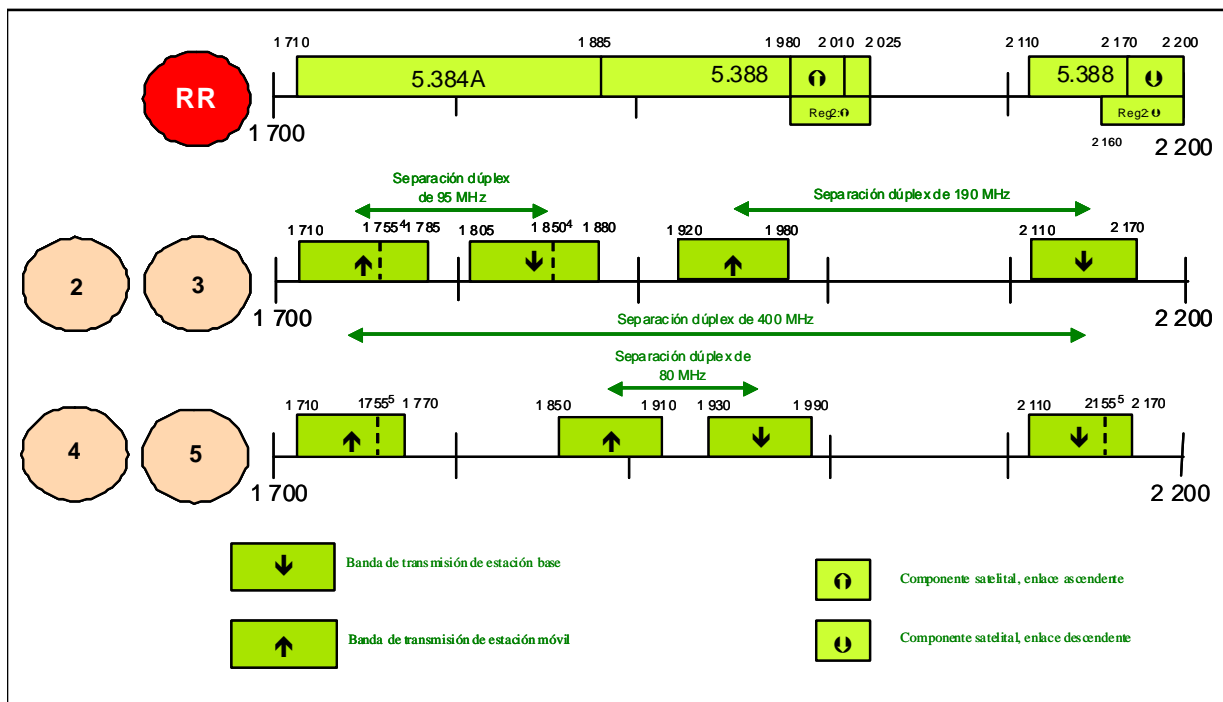 1 710 1 885 1 980 2 010 2 025 2 110 2 170 2 200
RR
5.384A 5.388 5.388
Reg2: Reg2:
1 700 2 160 2 200
Separación dúplex
de 95 MHz
Separación dúplex de 190 MHz
1 710 1 755⁴ 1 785 1 805 1 850⁴ 1 880 1 920 1 980 2 110 2 170
2 3
1 700 2 200
Separación dúplex de 400 MHz
Separación dúplex de
80 MHz
1 710 1755⁵ 1 770 1 850 1 910 1 930 1 990 2 110 2155⁵ 2 170
4 5
1 700 2 200
Banda de transmisión de estación base
Componente satelital, enlace ascendente
Banda de transmisión de estación móvil
Componente satelital, enlace descendente